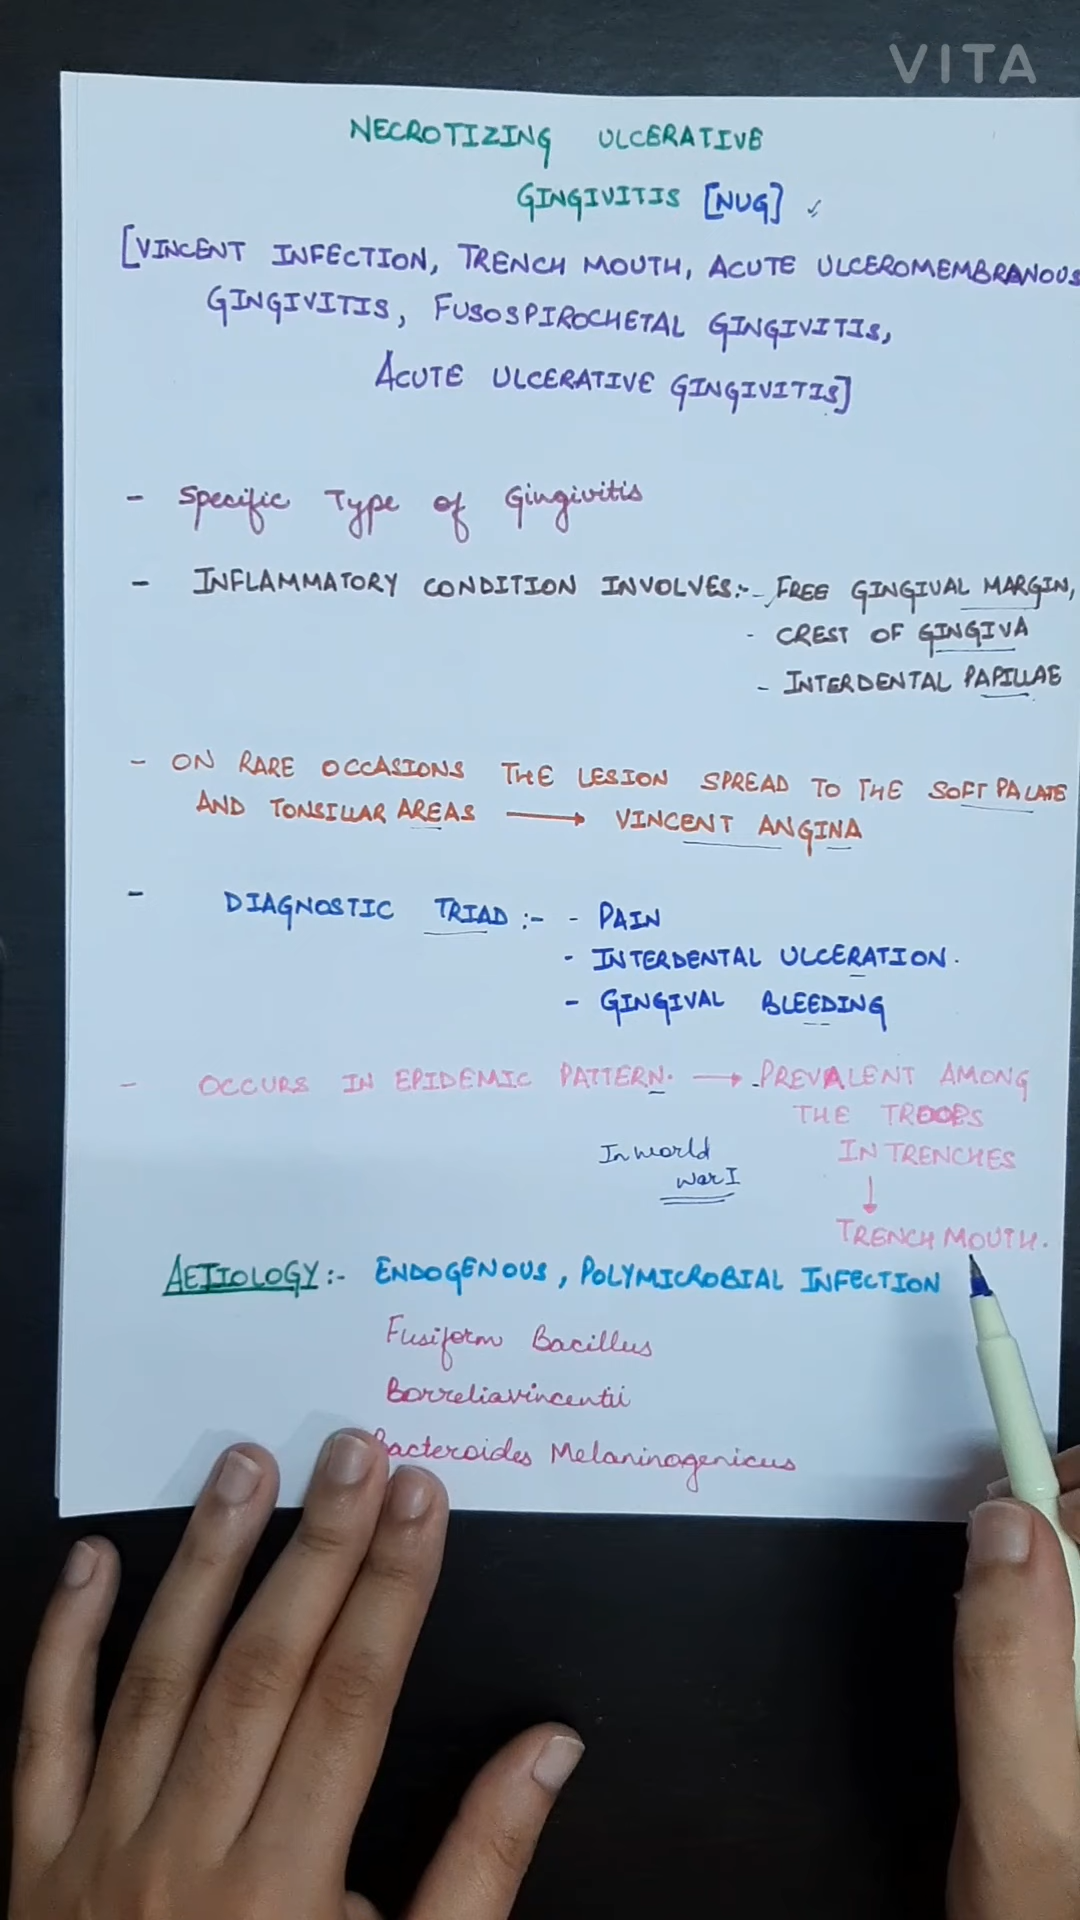 VITA
NECROTIZING ULCERATIVE
GINGIVITIS [NUG]
[VINCENT INFECTION, TRENCH MOUTH, ACUTE ULCEROMEMBRANOUS
GINGIVITIS, FUSOSPIROCHETAL GINGIVITIS,
ACUTE ULCERATIVE GINGIVITIS]
- Specific Type of Gingivitis
- INFLAMMATORY CONDITION INVOLVES:- - FREE GINGIVAL MARGIN,
- CREST OF GINGIVA
- INTERDENTAL PAPILLAE
- ON RARE OCCASIONS THE LESION SPREAD TO THE SOFT PALATE
AND TONSILLAR AREAS → VINCENT ANGINA
- DIAGNOSTIC TRIAD :- - PAIN
- INTERDENTAL ULCERATION.
- GINGIVAL BLEEDING
- OCCURS IN EPIDEMIC PATTERN. → PREVALENT AMONG
THE TROOPS
In world IN TRENCHES
War I ↓
TRENCH MOUTH.
AETIOLOGY:- ENDOGENOUS, POLYMICROBIAL INFECTION
Fusiform Bacillus
Borreliavincentii
Bacteroides Melaninogenicus